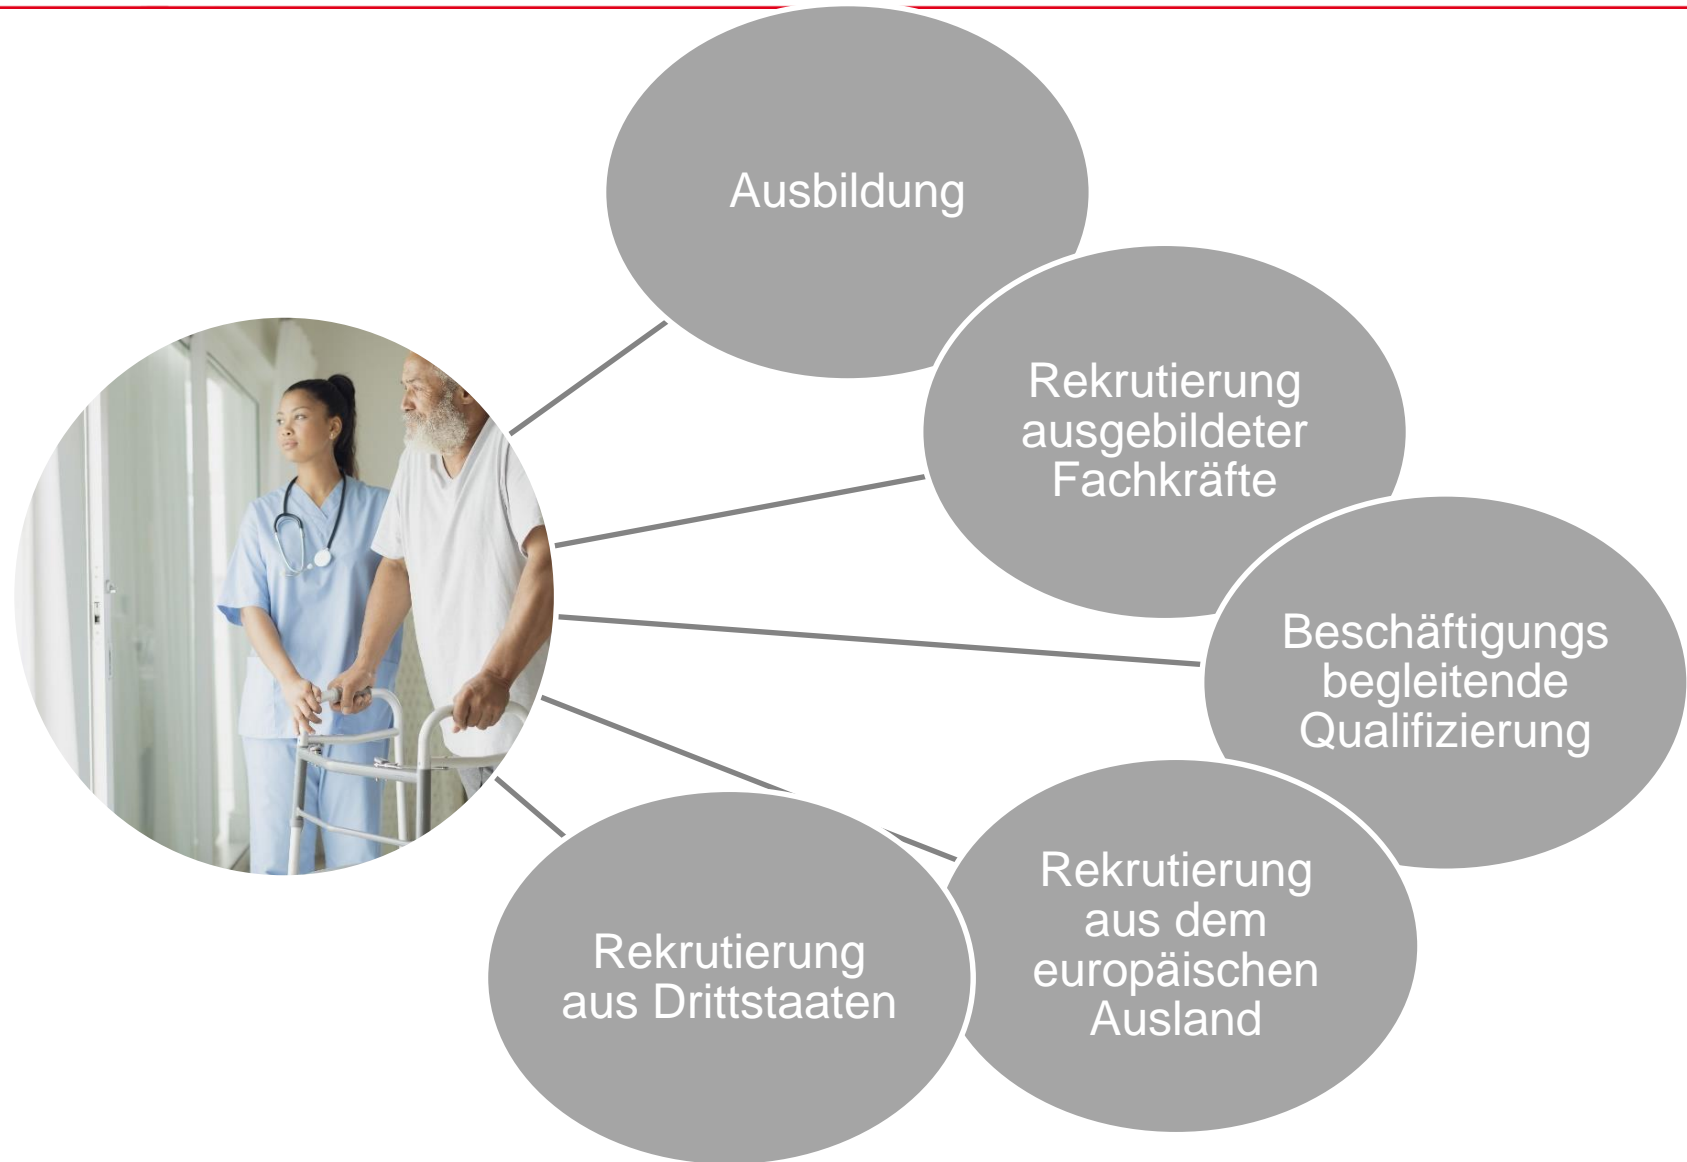 Ausbildung
Rekrutierung
ausgebildeter
Fachkräfte
Beschäftigungs
begleitende
Qualifizierung
Rekrutierung
aus dem
europäischen
Ausland
Rekrutierung
aus Drittstaaten